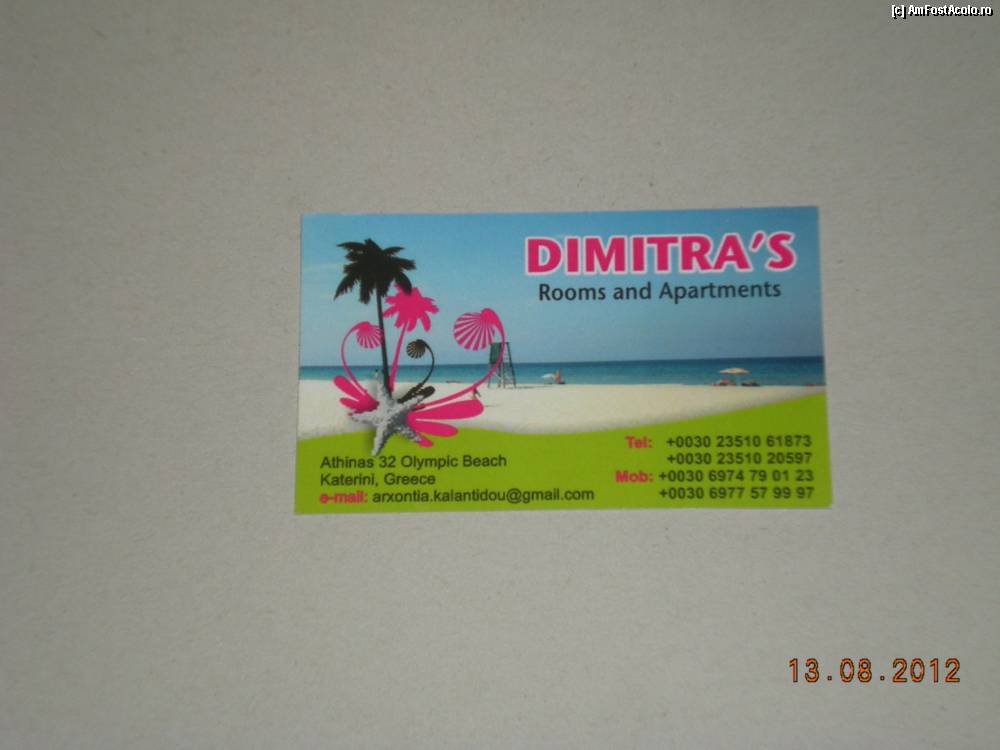 [c] AmFostAcolo.ro
DIMITRA'S
Rooms and Apartments
Athinas 32 Olympic Beach
Katerini, Greece
e-mail: arxontia.kalantidou@gmail.com
Tel: +0030 23510 61873
+0030 23510 20597
Mob: +0030 6974 79 01 23
+0030 6977 57 99 97
13.08.2012